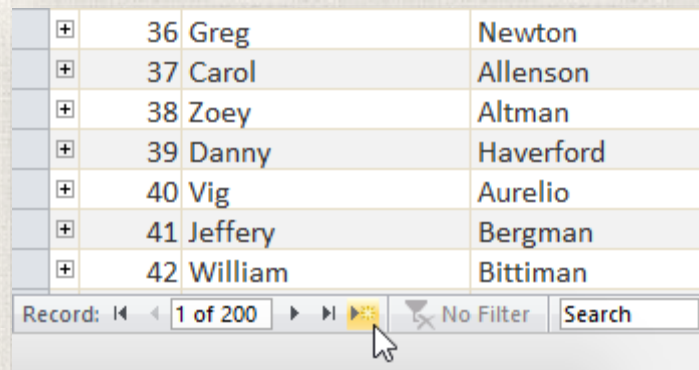 36 Greg Newton
37 Carol Allenson
38 Zoey Altman
39 Danny Haverford
40 Vig Aurelio
41 Jeffery Bergman
42 William Bittiman
Record: 1 of 200 No Filter Search